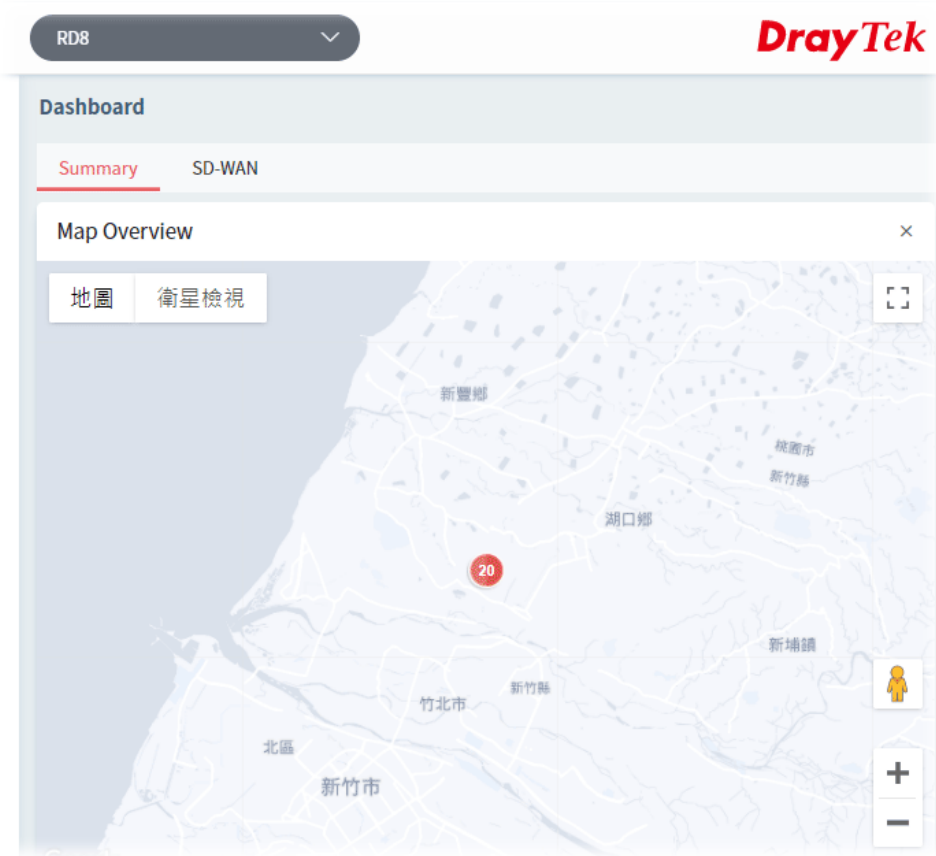 RD8
DrayTek
Dashboard
Summary SD-WAN
Map Overview ×
地圖 衛星檢視
新豐鄉
桃園市
新竹縣
湖口鄉
20
新埔鎮
新竹縣
竹北市
北區
新竹市